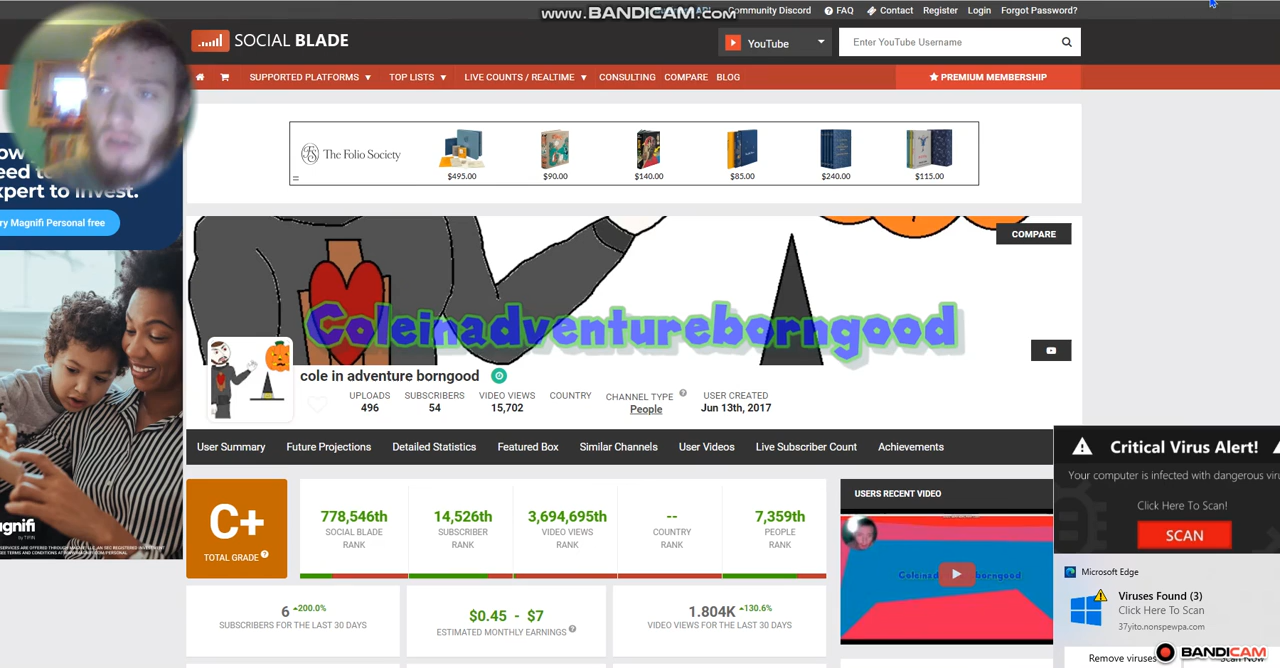 www.BANDICAM.com
Community Discord FAQ Contact Register Login Forgot Password?
SOCIAL BLADE
YouTube
Enter YouTube Username
SUPPORTED PLATFORMS TOP LISTS LIVE COUNTS / REALTIME CONSULTING COMPARE BLOG
PREMIUM MEMBERSHIP
The Folio Society
$495.00 $90.00 $140.00 $85.00 $240.00 $115.00
ow
eed to
xpert to invest.
ry Magnifi Personal free
COMPARE
Coleinadventureborngood
cole in adventure borngood
UPLOADS SUBSCRIBERS VIDEO VIEWS COUNTRY CHANNEL TYPE USER CREATED
496 54 15,702 People Jun 13th, 2017
User Summary Future Projections Detailed Statistics Featured Box Similar Channels User Videos Live Subscriber Count Achievements
C+
TOTAL GRADE
778,546th
SOCIAL BLADE
RANK
14,526th
SUBSCRIBER
RANK
3,694,695th
VIDEO VIEWS
RANK
--
COUNTRY
RANK
7,359th
PEOPLE
RANK
USERS RECENT VIDEO
6 200.0%
SUBSCRIBERS FOR THE LAST 30 DAYS
$0.45 - $7
ESTIMATED MONTHLY EARNINGS
1.804K 130.6%
VIDEO VIEWS FOR THE LAST 30 DAYS
Critical Virus Alert!
Your computer is infected with dangerous viru
Click Here To Scan!
SCAN
Microsoft Edge
Viruses Found (3)
Click Here To Scan
37yito.nonspewpa.com
Remove viruses
Scan Now
BANDICAM
agnifi